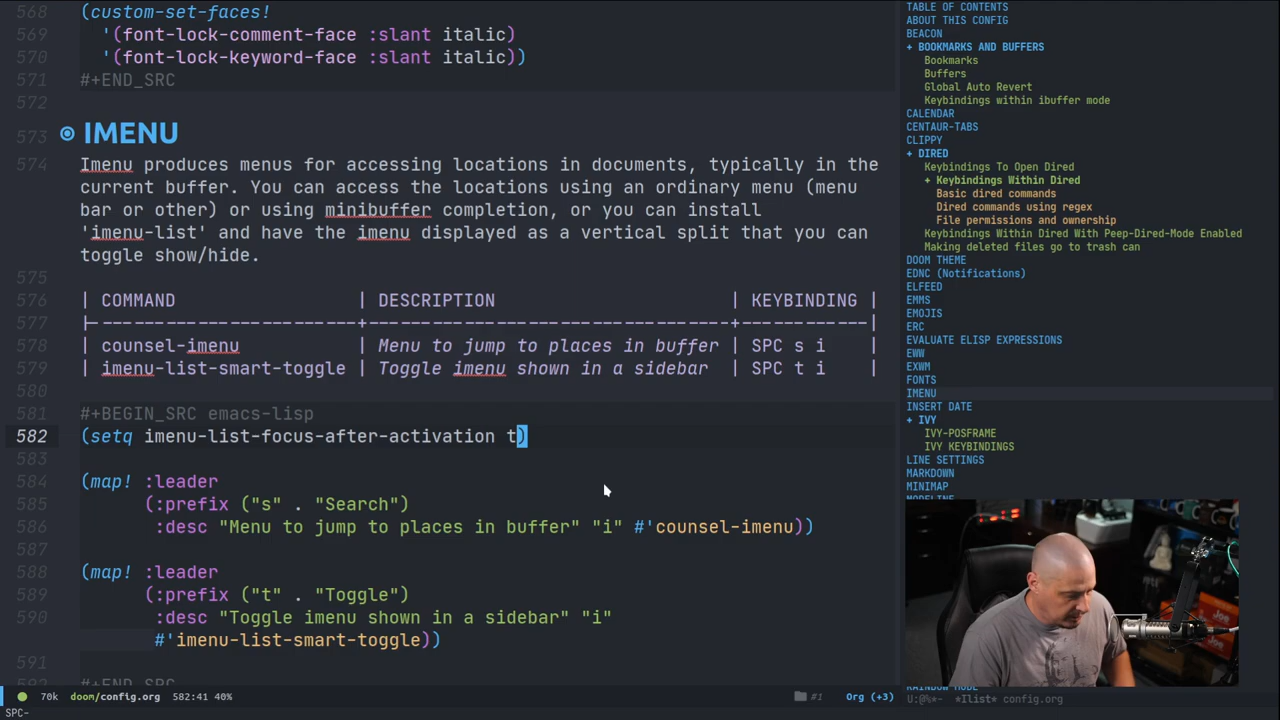 568 (custom-set-faces!
569 '(font-lock-comment-face :slant italic)
570 '(font-lock-keyword-face :slant italic))
571 #+END_SRC
572
573 IMENU
574 Imenu produces menus for accessing locations in documents, typically in the
current buffer. You can access the locations using an ordinary menu (menu
bar or other) or using minibuffer completion, or you can install
'imenu-list' and have the imenu displayed as a vertical split that you can
toggle show/hide.
575
576 | COMMAND | DESCRIPTION | KEYBINDING |
577 |-------------------------+---------------------------------+------------|
578 | counsel-imenu | Menu to jump to places in buffer | SPC s i |
579 | imenu-list-smart-toggle | Toggle imenu shown in a sidebar | SPC t i |
580
581 #+BEGIN_SRC emacs-lisp
582 (setq imenu-list-focus-after-activation t)
583
584 (map! :leader
585 (:prefix ("s" . "Search")
586 :desc "Menu to jump to places in buffer" "i" #'counsel-imenu))
587
588 (map! :leader
589 (:prefix ("t" . "Toggle")
590 :desc "Toggle imenu shown in a sidebar" "i"
#'imenu-list-smart-toggle))
591
592 #+END_SRC
70k doom/config.org 582:41 40% #1 Org (+3)
SPC-
TABLE OF CONTENTS
ABOUT THIS CONFIG
BEACON
+ BOOKMARKS AND BUFFERS
Bookmarks
Buffers
Global Auto Revert
Keybindings within ibuffer mode
CALENDAR
CENTAUR-TABS
CLIPPY
+ DIRED
Keybindings To Open Dired
+ Keybindings Within Dired
Basic dired commands
Dired commands using regex
File permissions and ownership
Keybindings Within Dired With Peep-Dired-Mode Enabled
Making deleted files go to trash can
DOOM THEME
EDNC (Notifications)
ELFEED
EMMS
EMOJIS
ERC
EVALUATE ELISP EXPRESSIONS
EWW
EXWM
FONTS
IMENU
INSERT DATE
+ IVY
IVY-POSFRAME
IVY KEYBINDINGS
LINE SETTINGS
MARKDOWN
MINIMAP
MODELINE
RAINBOW MODE
U:@%*- *Ilist* config.org